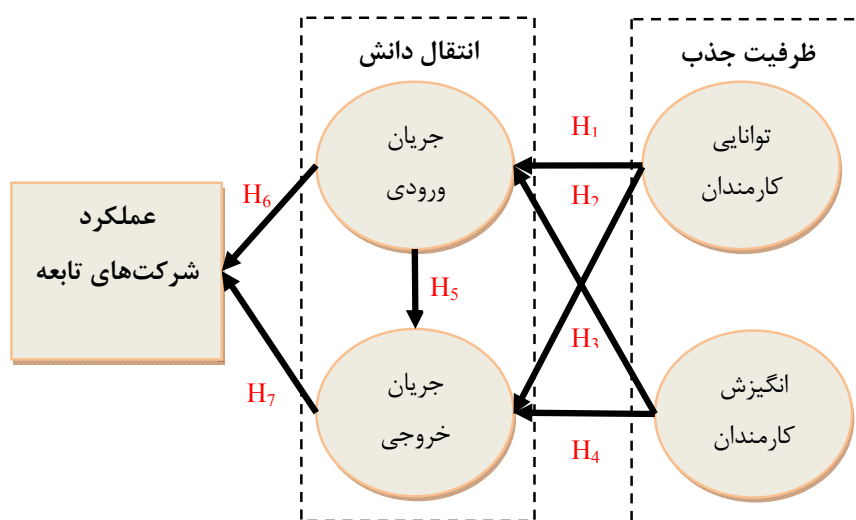 ظرفیت جذب
انتقال دانش
توانایی
کارمندان
H1
جریان
ورودی
H2
H6
عملکرد
شرکت‌های تابعه
H5
H3
انگیزش
کارمندان
جریان
خروجی
H7
H4